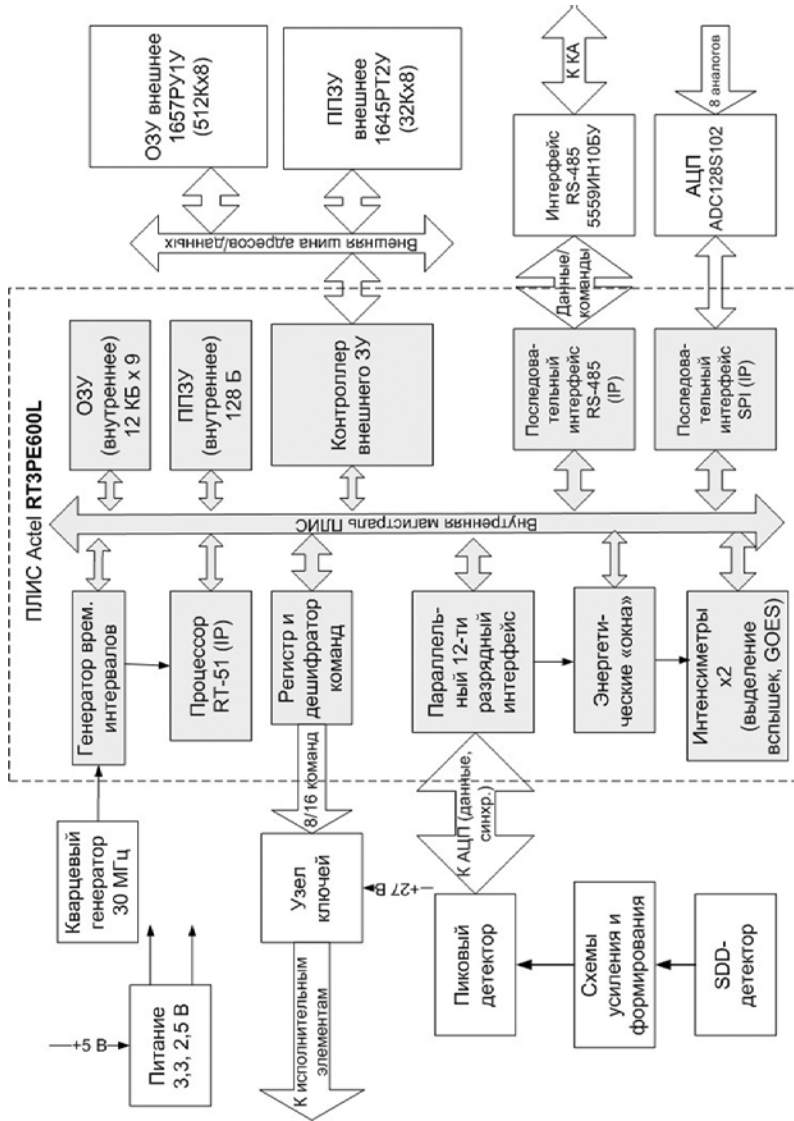 +5 В
Питание
3,3, 2,5 В
Кварцевый
генератор
30 МГц
К исполнительным
элементам
Узел
ключей
+27 В
8/16 команд
SDD-
детектор
Схемы
усиления и
формирования
Пиковый
детектор
К АЦП (данные,
синхр.)
ПЛИС Actel RT3PE600L
Генератор врем.
интервалов
Процессор
RT-51 (IP)
Регистр и
дешифратор
команд
Параллель-
ный 12-ти
разрядный
интерфейс
Энергети-
ческие «окна»
Интенсиметры
x2
(выделение
вспышек, GOES)
Внутренняя магистраль ПЛИС
ОЗУ
(внутреннее)
12 КБ x 9
ППЗУ
(внутреннее)
128 Б
Контроллер
внешнего ЗУ
Последова-
тельный
интерфейс
RS-485
(IP)
Последова-
тельный
интерфейс
SPI (IP)
Внешняя шина адресов/данных
Данные/
команды
ОЗУ внешнее
1657РУ1У
(512Кx8)
ППЗУ
внешнее
1645РТ2У
(32Кx8)
Интерфейс
RS-485
5559ИН10БУ
К КА
АЦП
ADC128S102
8 аналогов